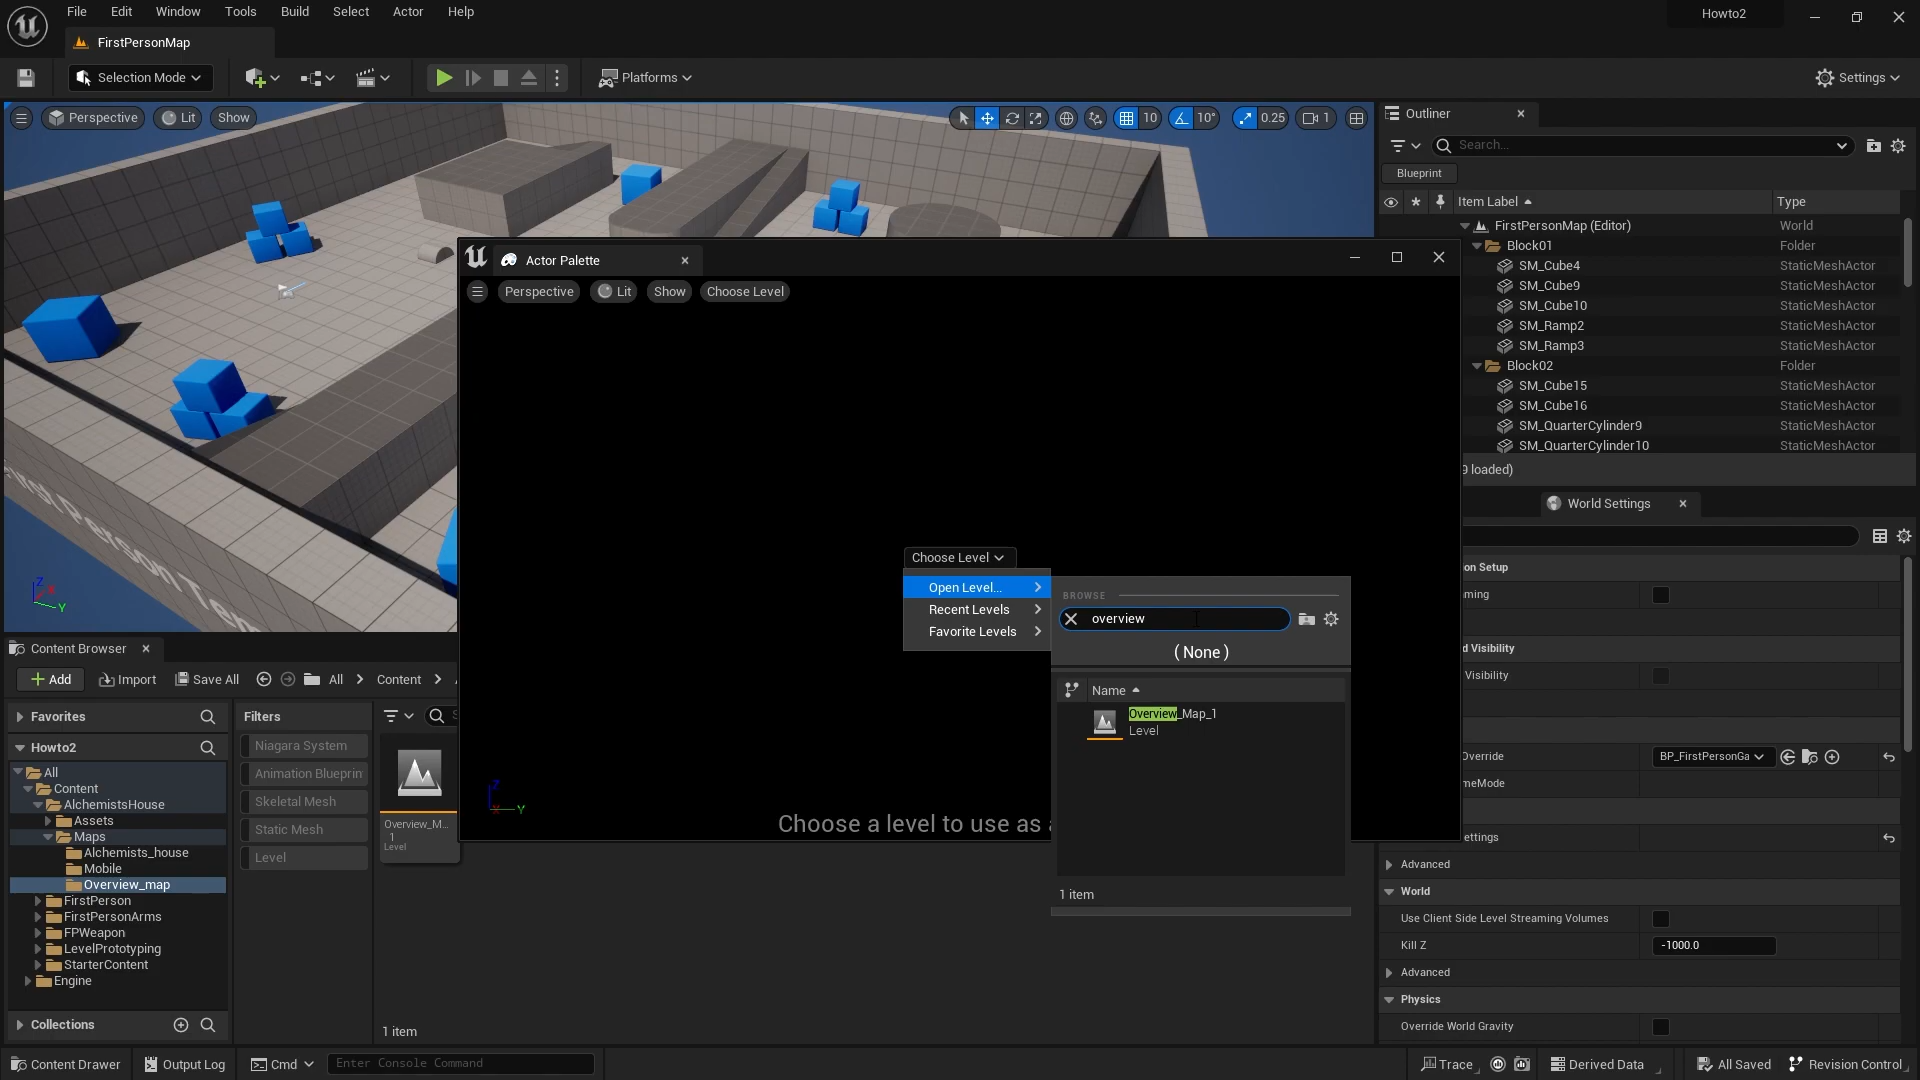 File Edit Window Tools Build Select Actor Help
Howto2
FirstPersonMap
Selection Mode
Platforms
Settings
Perspective Lit Show
10 10° 0.25 1
Outliner
Search...
Blueprint
Item Label Type
FirstPersonMap (Editor) World
Block01 Folder
SM_Cube4 StaticMeshActor
SM_Cube9 StaticMeshActor
SM_Cube10 StaticMeshActor
SM_Ramp2 StaticMeshActor
SM_Ramp3 StaticMeshActor
Block02 Folder
SM_Cube15 StaticMeshActor
SM_Cube16 StaticMeshActor
SM_QuarterCylinder9 StaticMeshActor
SM_QuarterCylinder10 StaticMeshActor
9 loaded)
Actor Palette
Perspective Lit Show Choose Level
Choose Level
Open Level...
Recent Levels
Favorite Levels
BROWSE
overview
( None )
Name
Overview_Map_1
Level
1 item
Choose a level to use as a
Z
Y
First Person Tem
Z
X
Y
World Settings
on Setup
ming
d Visibility
Visibility
Override BP_FirstPersonGa
meMode
ettings
Advanced
World
Use Client Side Level Streaming Volumes
Kill Z -1000.0
Advanced
Physics
Override World Gravity
Content Browser
Add Import Save All All Content
Favorites
Howto2
All
Content
AlchemistsHouse
Assets
Maps
Alchemists_house
Mobile
Overview_map
FirstPerson
FirstPersonArms
FPWeapon
LevelPrototyping
StarterContent
Engine
Collections
Filters
Niagara System
Animation Blueprin
Skeletal Mesh
Static Mesh
Level
Overview_M...
1
Level
1 item
Content Drawer Output Log Cmd Enter Console Command
Trace Derived Data All Saved Revision Control